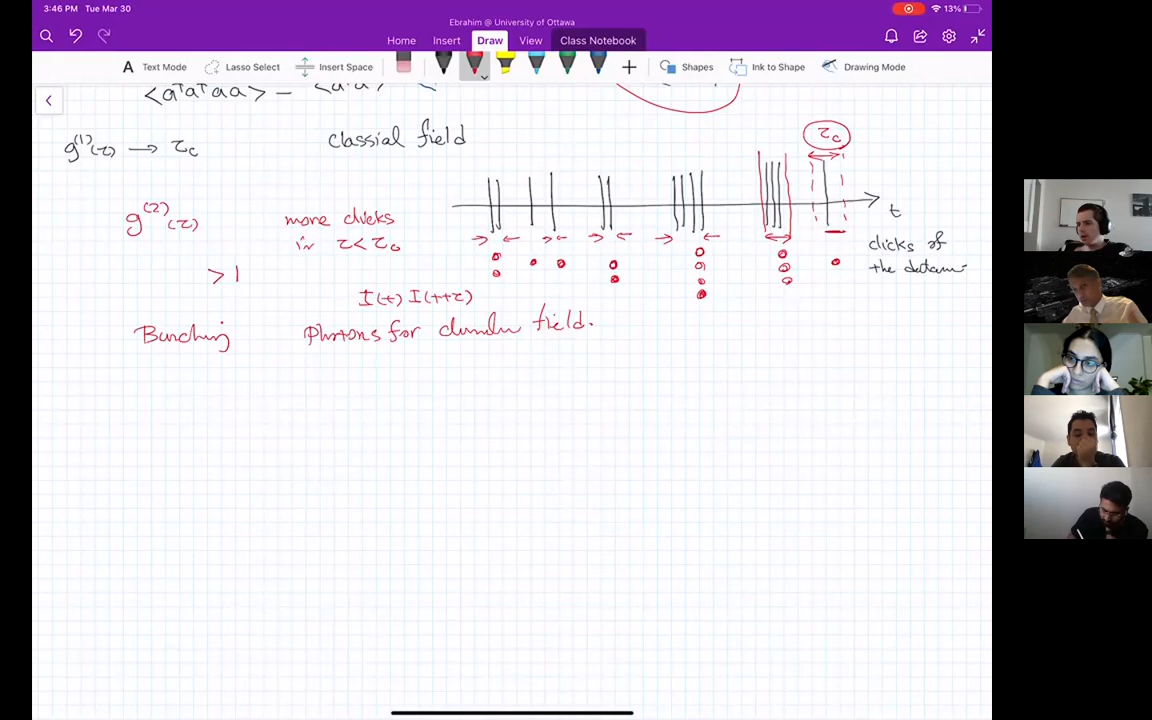 3:46 PM Tue Mar 30
13%
Ebrahim @ University of Ottawa
Home Insert Draw View Class Notebook
Text Mode Lasso Select Insert Space Shapes Ink to Shape Drawing Mode
<a†a†aa> —
g⁽¹⁾(τ) → τc
classial field
τc
t
g⁽²⁾(τ)
more clicks
in τ<τc
clicks of
the
> 1
I(t) I(t+τ)
Bunching
photons for field.